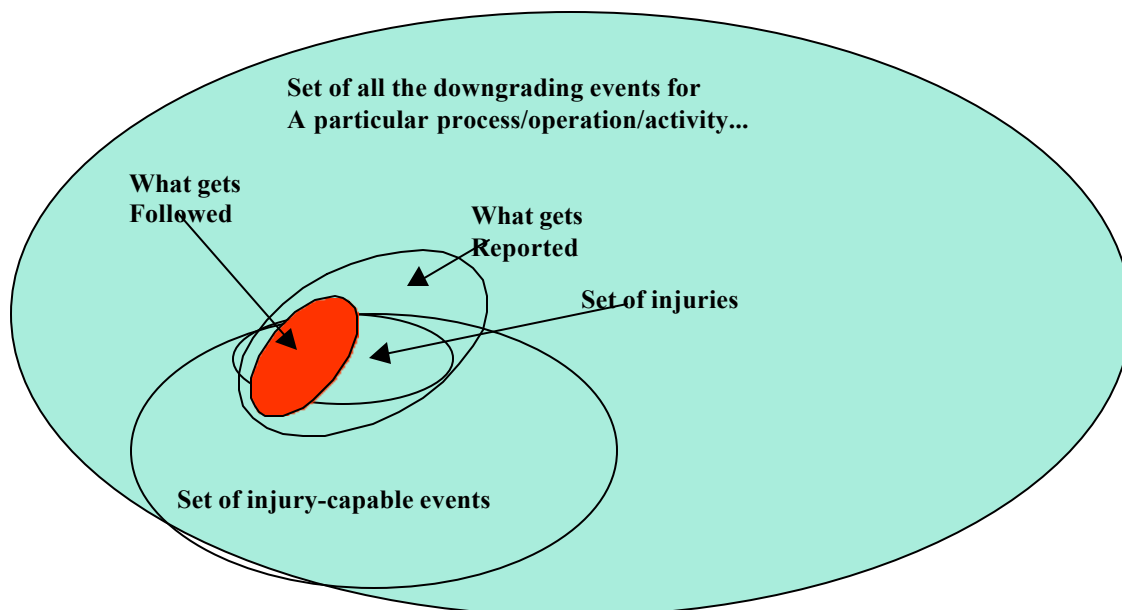 Set of all the downgrading events for
A particular process/operation/activity...
What gets
Followed
What gets
Reported
Set of injuries
Set of injury-capable events